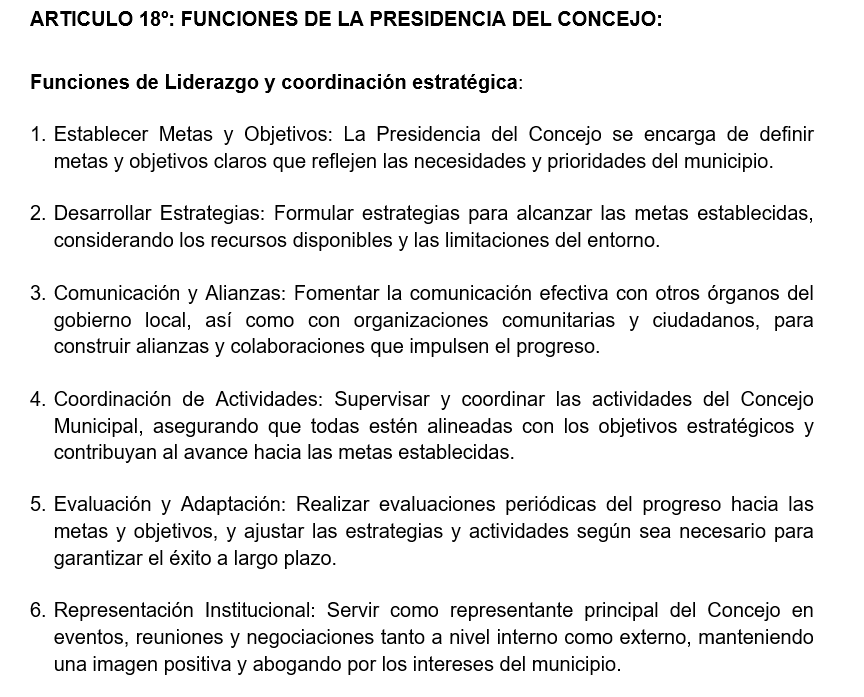 ARTICULO 18º: FUNCIONES DE LA PRESIDENCIA DEL CONCEJO:
Funciones de Liderazgo y coordinación estratégica:
1. Establecer Metas y Objetivos: La Presidencia del Concejo se encarga de definir
metas y objetivos claros que reflejen las necesidades y prioridades del municipio.
2. Desarrollar Estrategias: Formular estrategias para alcanzar las metas establecidas,
considerando los recursos disponibles y las limitaciones del entorno.
3. Comunicación y Alianzas: Fomentar la comunicación efectiva con otros órganos del
gobierno local, así como con organizaciones comunitarias y ciudadanos, para
construir alianzas y colaboraciones que impulsen el progreso.
4. Coordinación de Actividades: Supervisar y coordinar las actividades del Concejo
Municipal, asegurando que todas estén alineadas con los objetivos estratégicos y
contribuyan al avance hacia las metas establecidas.
5. Evaluación y Adaptación: Realizar evaluaciones periódicas del progreso hacia las
metas y objetivos, y ajustar las estrategias y actividades según sea necesario para
garantizar el éxito a largo plazo.
6. Representación Institucional: Servir como representante principal del Concejo en
eventos, reuniones y negociaciones tanto a nivel interno como externo, manteniendo
una imagen positiva y abogando por los intereses del municipio.